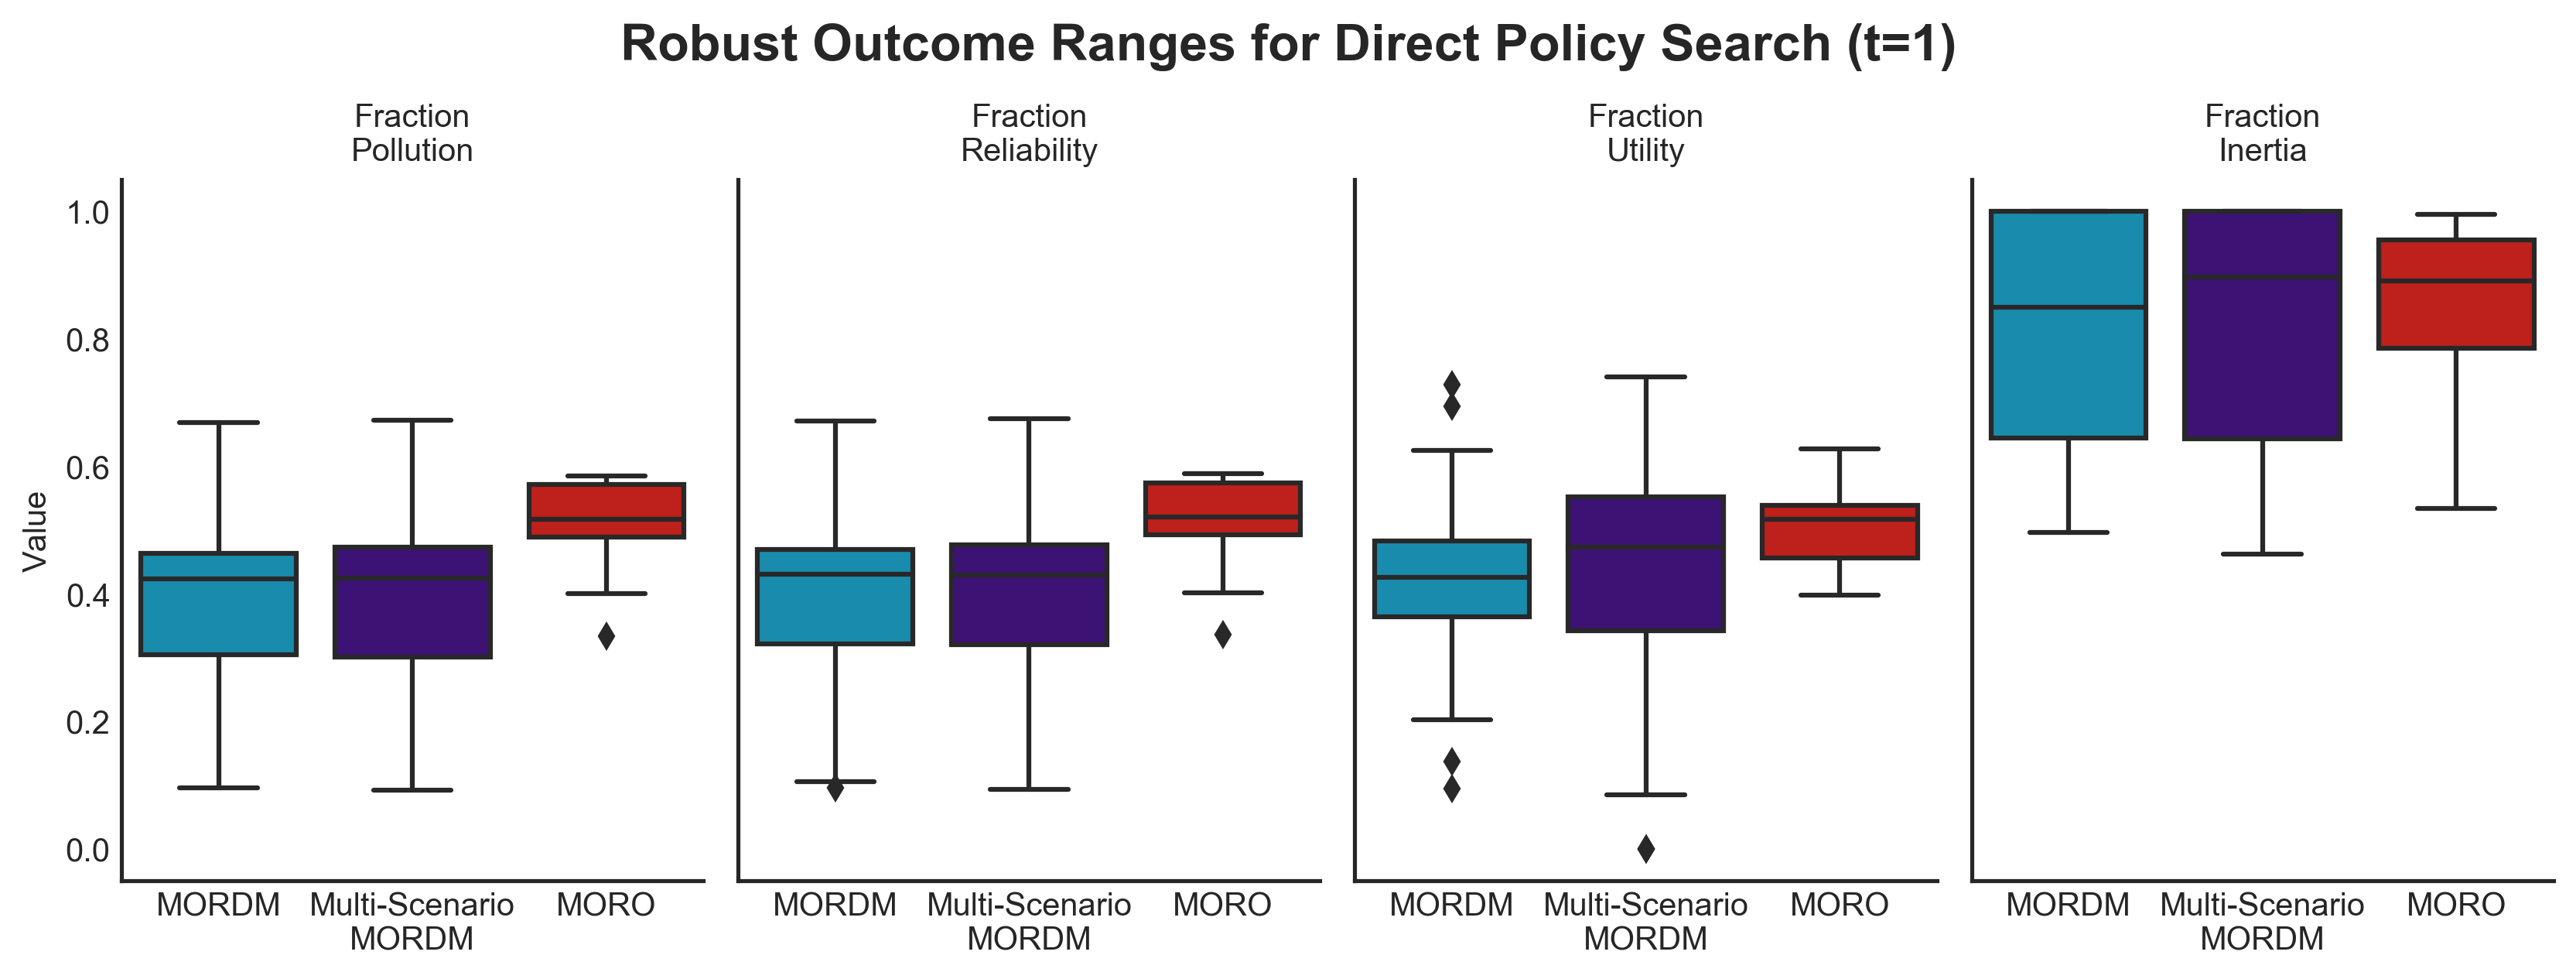 Robust Outcome Ranges for Direct Policy Search (t=1)
Fraction
Pollution
Fraction
Reliability
Fraction
Utility
Fraction
Inertia
Value
1.0
0.8
0.6
0.4
0.2
0.0
MORDM
Multi-Scenario
MORDM
MORO
MORDM
Multi-Scenario
MORDM
MORO
MORDM
Multi-Scenario
MORDM
MORO
MORDM
Multi-Scenario
MORDM
MORO